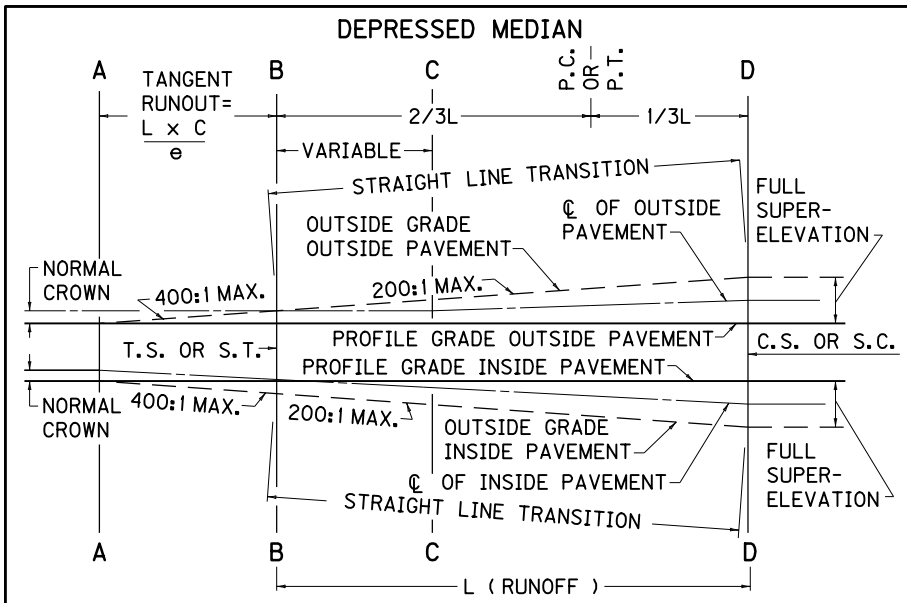 DEPRESSED MEDIAN
A
B
C
P.C.
OR
P.T.
D
TANGENT
RUNOUT=
L x C
e
2/3L
1/3L
VARIABLE
STRAIGHT LINE TRANSITION
OUTSIDE GRADE
OUTSIDE PAVEMENT
℄ OF OUTSIDE
PAVEMENT
FULL
SUPER-
ELEVATION
NORMAL
CROWN
400:1 MAX.
200:1 MAX.
PROFILE GRADE OUTSIDE PAVEMENT
T.S. OR S.T.
C.S. OR S.C.
PROFILE GRADE INSIDE PAVEMENT
NORMAL
CROWN
400:1 MAX.
200:1 MAX.
OUTSIDE GRADE
INSIDE PAVEMENT
℄ OF INSIDE PAVEMENT
FULL
SUPER-
ELEVATION
STRAIGHT LINE TRANSITION
A
B
C
D
L (RUNOFF)